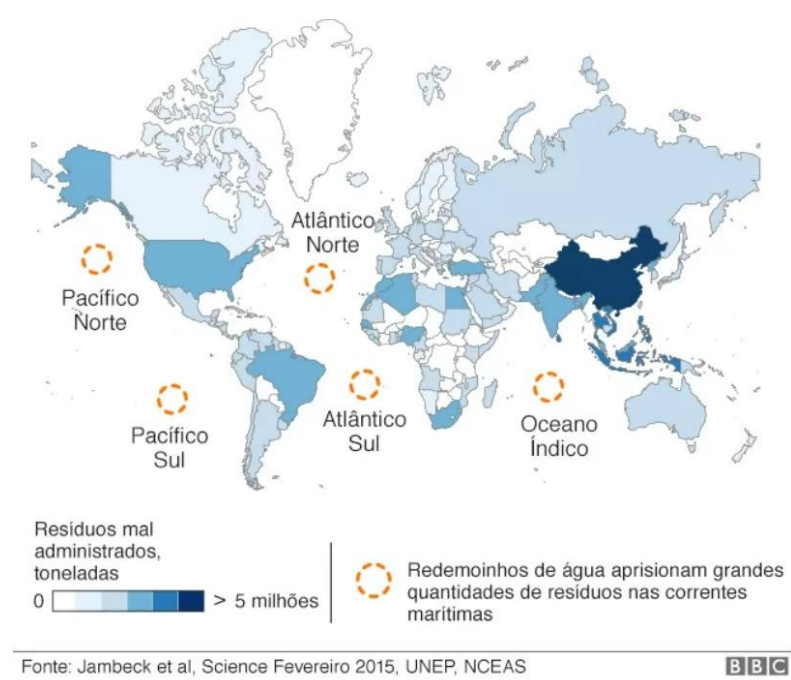 Atlântico
Norte
Pacífico
Norte
Pacífico
Sul
Atlântico
Sul
Oceano
Índico
Resíduos mal
administrados,
toneladas
0 > 5 milhões
Redemoinhos de água aprisionam grandes
quantidades de resíduos nas correntes
marítimas
Fonte: Jambeck et al, Science Fevereiro 2015, UNEP, NCEAS
BBC